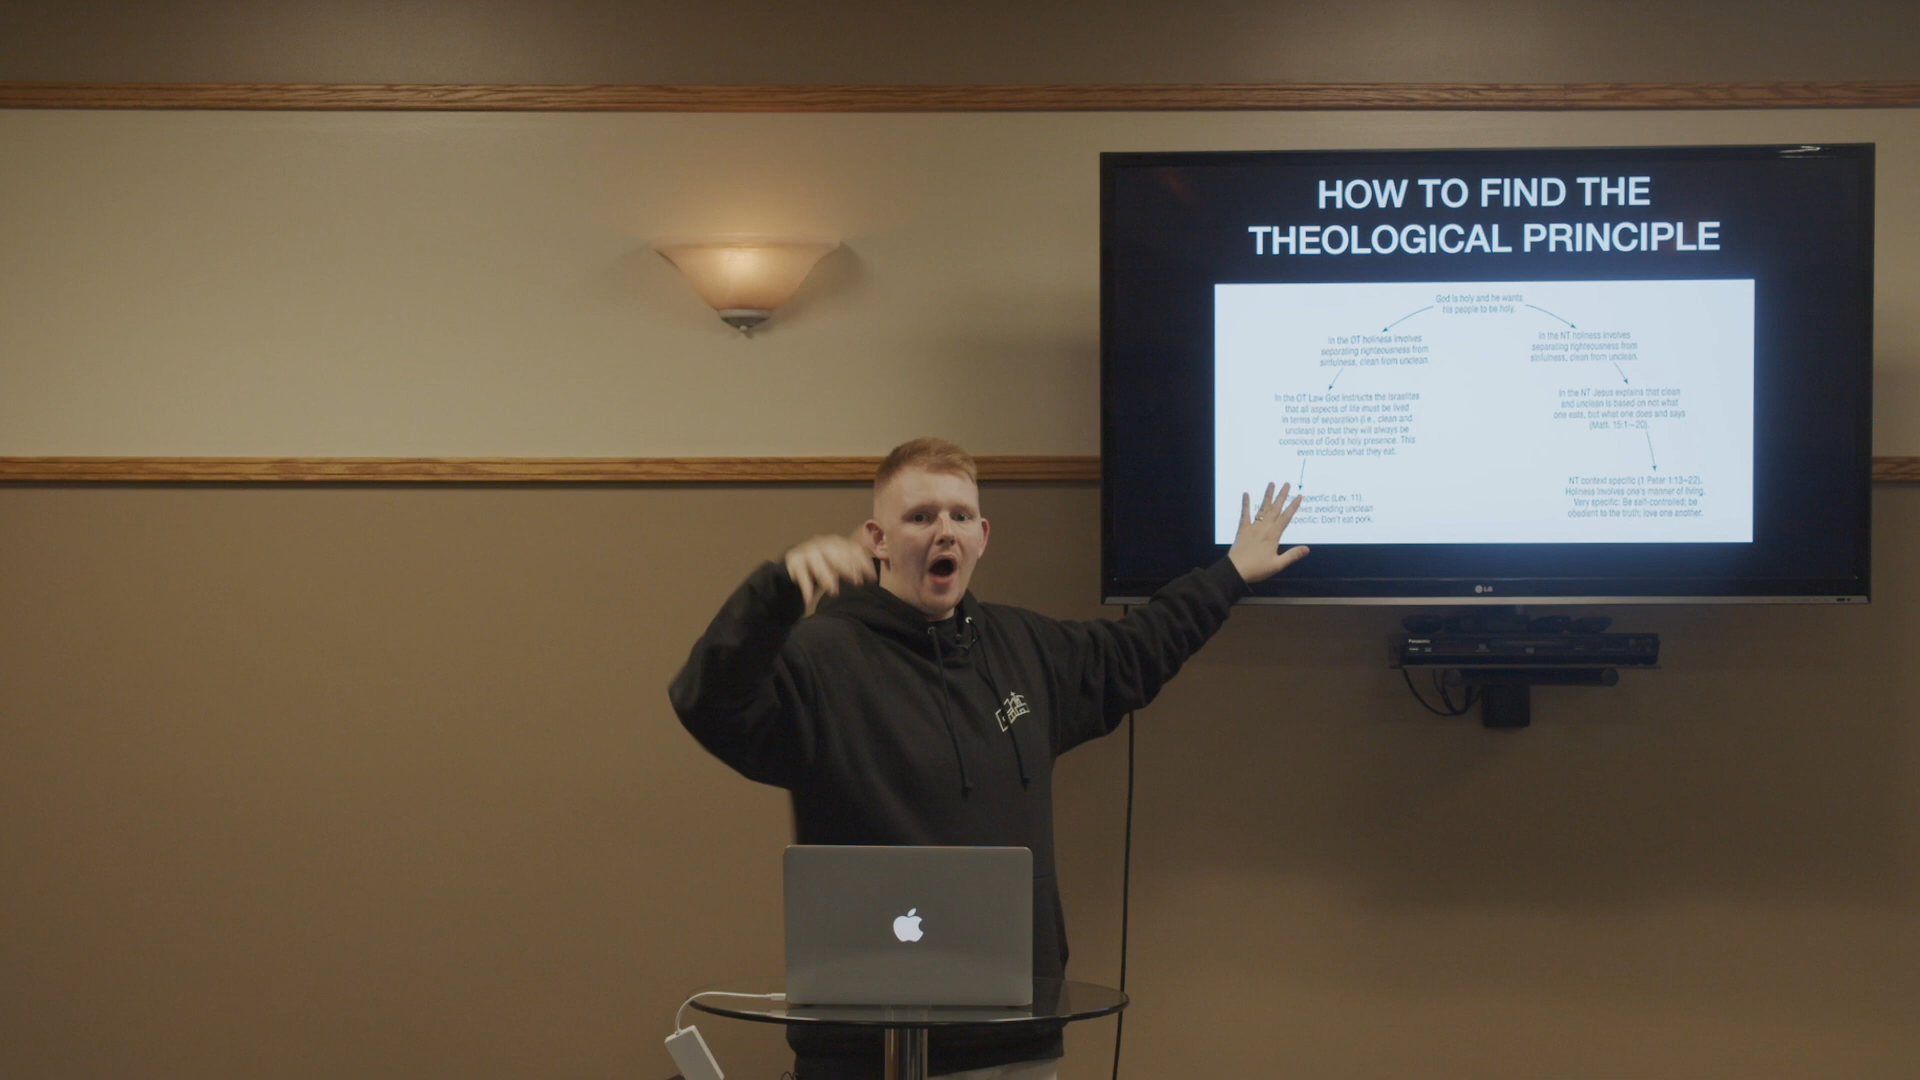 HOW TO FIND THE
THEOLOGICAL PRINCIPLE
God is holy and he wants
his people to be holy.
In the OT holiness involves
separating righteousness from
sinfulness, clean from unclean.
In the OT Law God instructs the Israelites
that all aspects of life must be lived
in terms of separation (i.e., clean and
unclean) so that they will always be
conscious of God's holy presence. This
even includes what they eat.
specific (Lev. 11)
avoiding unclean
specific: Don't eat pork.
In the NT holiness involves
separating righteousness from
sinfulness, clean from unclean.
In the NT Jesus explains that clean
and unclean is based on not what
one eats, but what one does and says
(Matt. 15:1–20).
NT context specific (1 Peter 1:13–22).
Holiness involves one's manner of living.
Very specific: Be self-controlled; be
obedient to the truth; love one another.
LG
Panasonic